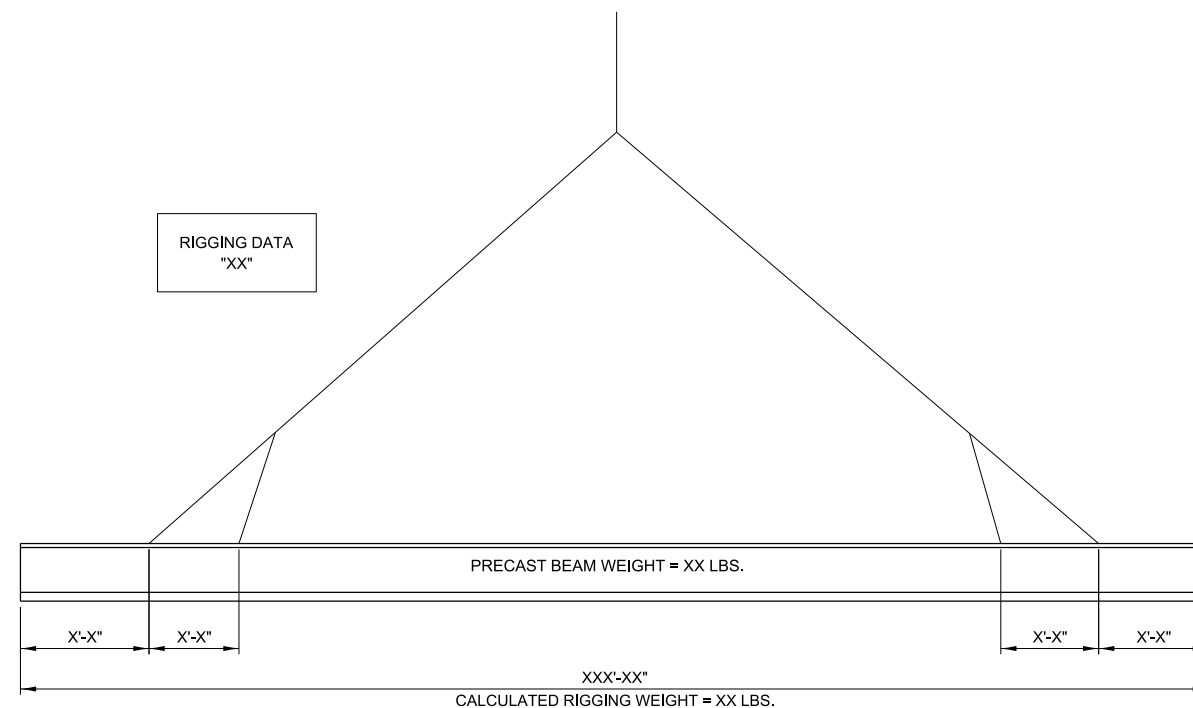 RIGGING DATA
"XX"
PRECAST BEAM WEIGHT = XX LBS.
X'-X" X'-X" X'-X" X'-X"
XXX'-XX"
CALCULATED RIGGING WEIGHT = XX LBS.